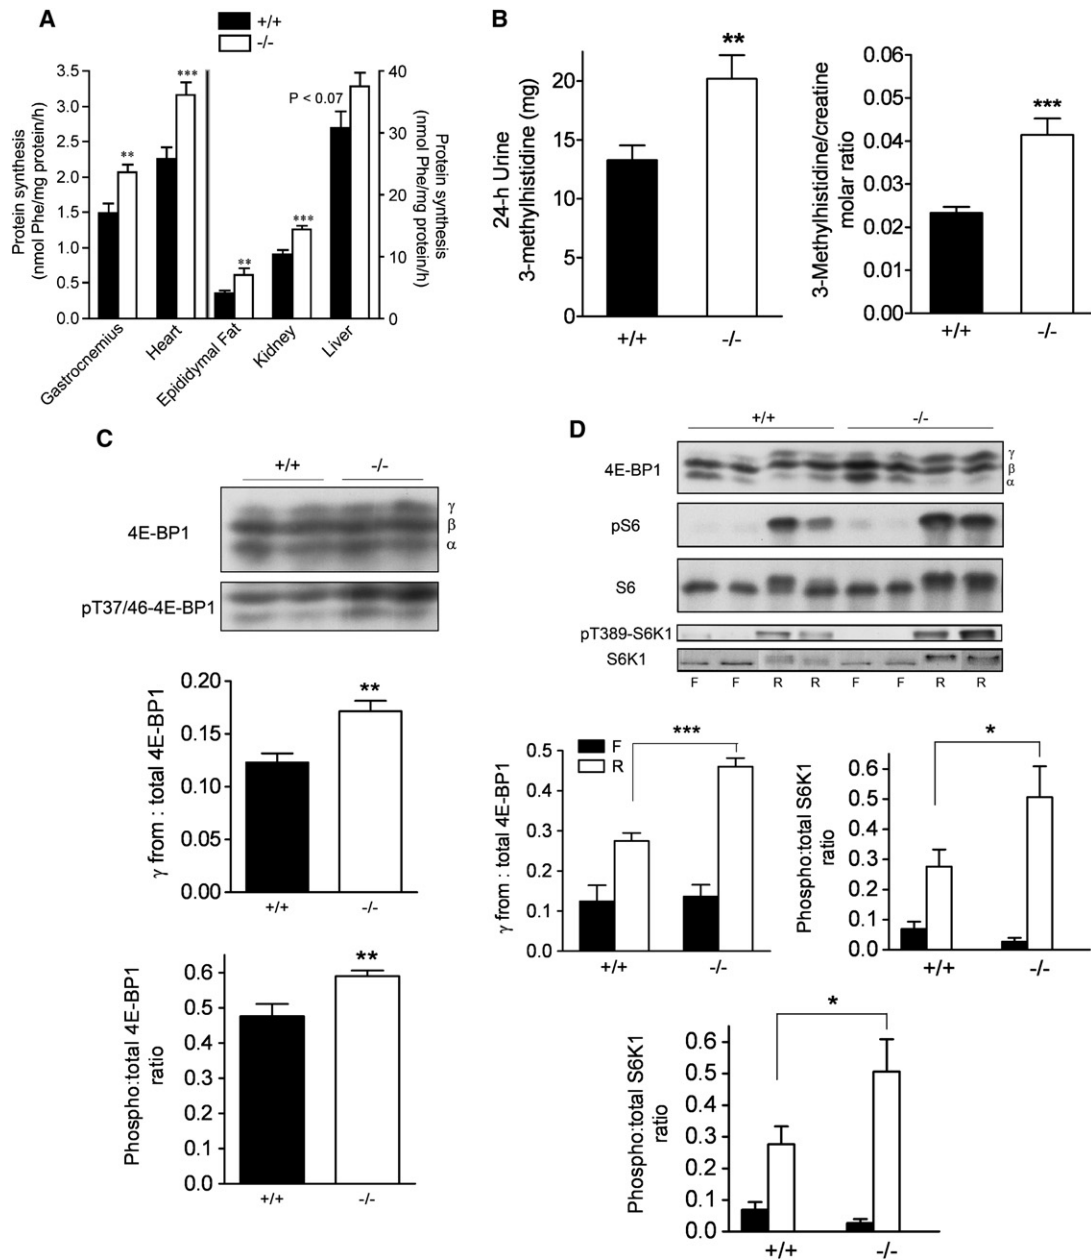 A
+/+
-/-
3.5
3.0
2.5
2.0
1.5
1.0
0.5
0.0
Protein synthesis
(nmol Phe/mg protein/h)
**
***
**
***
P < 0.07
40
30
20
10
0
Protein synthesis
(nmol Phe/mg protein/h)
Gastrocnemius
Heart
Epididymal Fat
Kidney
Liver
B
24-h Urine
3-methylhistidine (mg)
20
15
10
5
0
**
+/+
-/-
3-Methylhistidine/creatine
molar ratio
0.06
0.05
0.04
0.03
0.02
0.01
0.00
***
+/+
-/-
C
+/+
-/-
4E-BP1
γ
β
α
pT37/46-4E-BP1
γ from : total 4E-BP1
0.20
0.15
0.10
0.05
0.00
**
+/+
-/-
Phospho:total 4E-BP1
ratio
0.6
0.5
0.4
0.3
0.2
0.1
0.0
**
+/+
-/-
D
+/+
-/-
4E-BP1
γ
β
α
pS6
S6
pT389-S6K1
S6K1
F F R R F F R R
F
R
***
γ from : total 4E-BP1
0.5
0.4
0.3
0.2
0.1
0.0
+/+
-/-
*
Phospho:total S6K1
ratio
0.6
0.5
0.4
0.3
0.2
0.1
0.0
+/+
-/-
*
Phospho:total S6K1
ratio
0.6
0.5
0.4
0.3
0.2
0.1
0.0
+/+
-/-